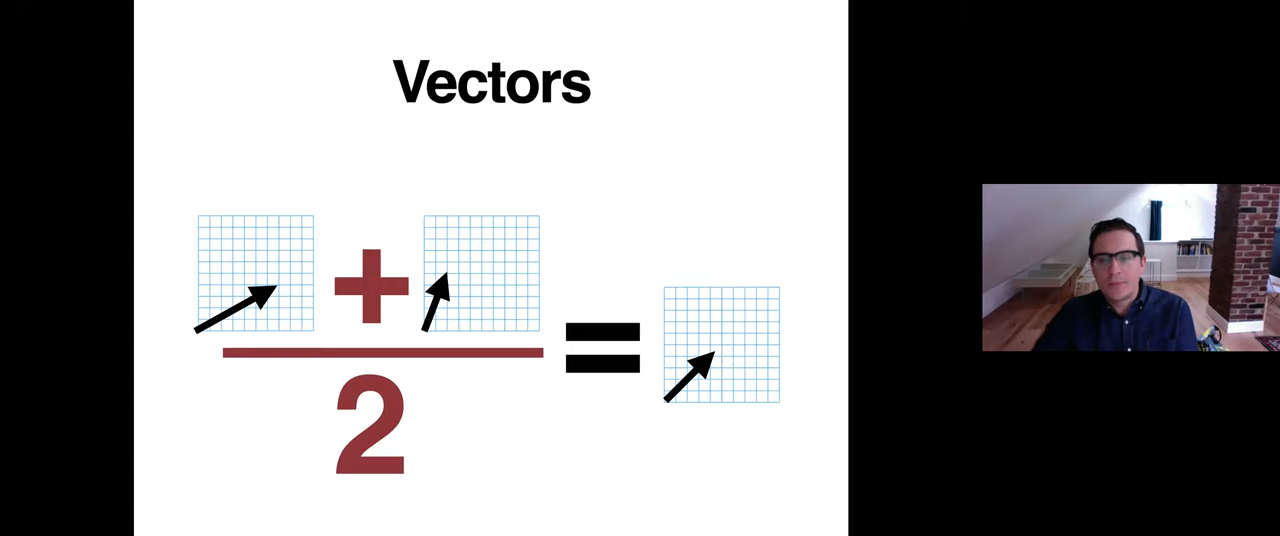 Vectors
+
=
2